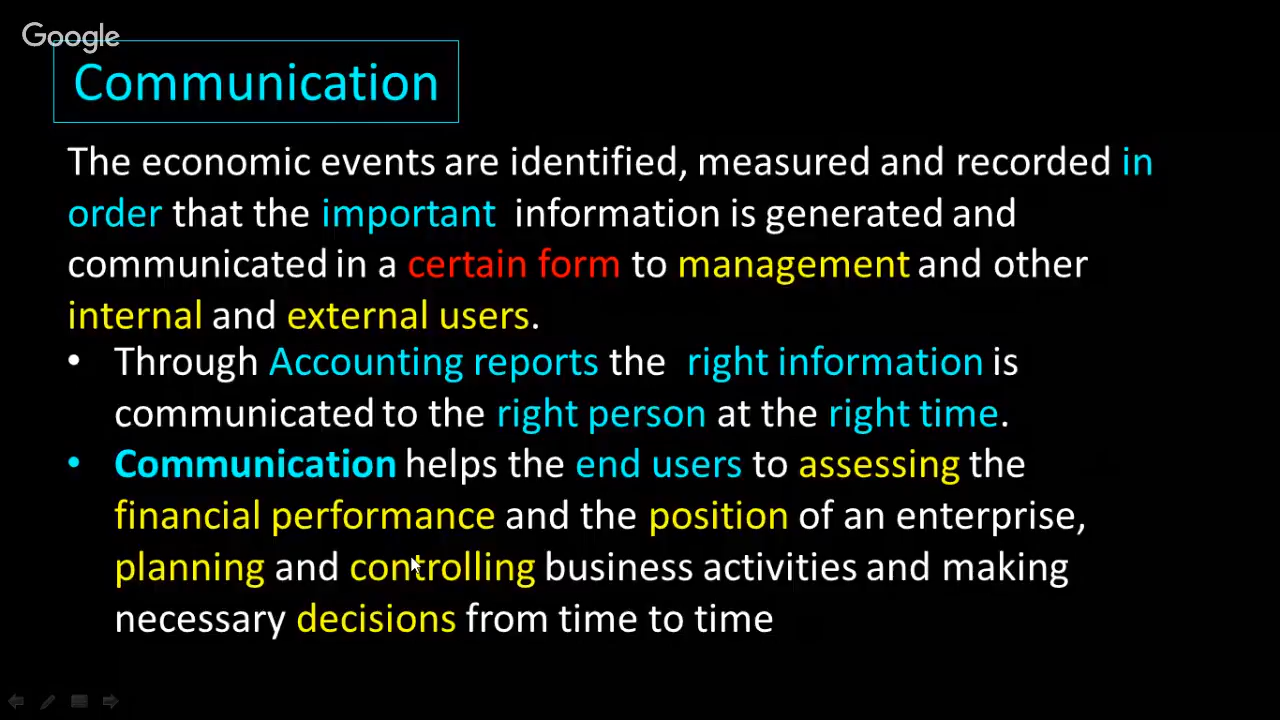 Google
Communication
The economic events are identified, measured and recorded in
order that the important information is generated and
communicated in a certain form to management and other
internal and external users.
• Through Accounting reports the right information is
communicated to the right person at the right time.
• Communication helps the end users to assessing the
financial performance and the position of an enterprise,
planning and controlling business activities and making
necessary decisions from time to time